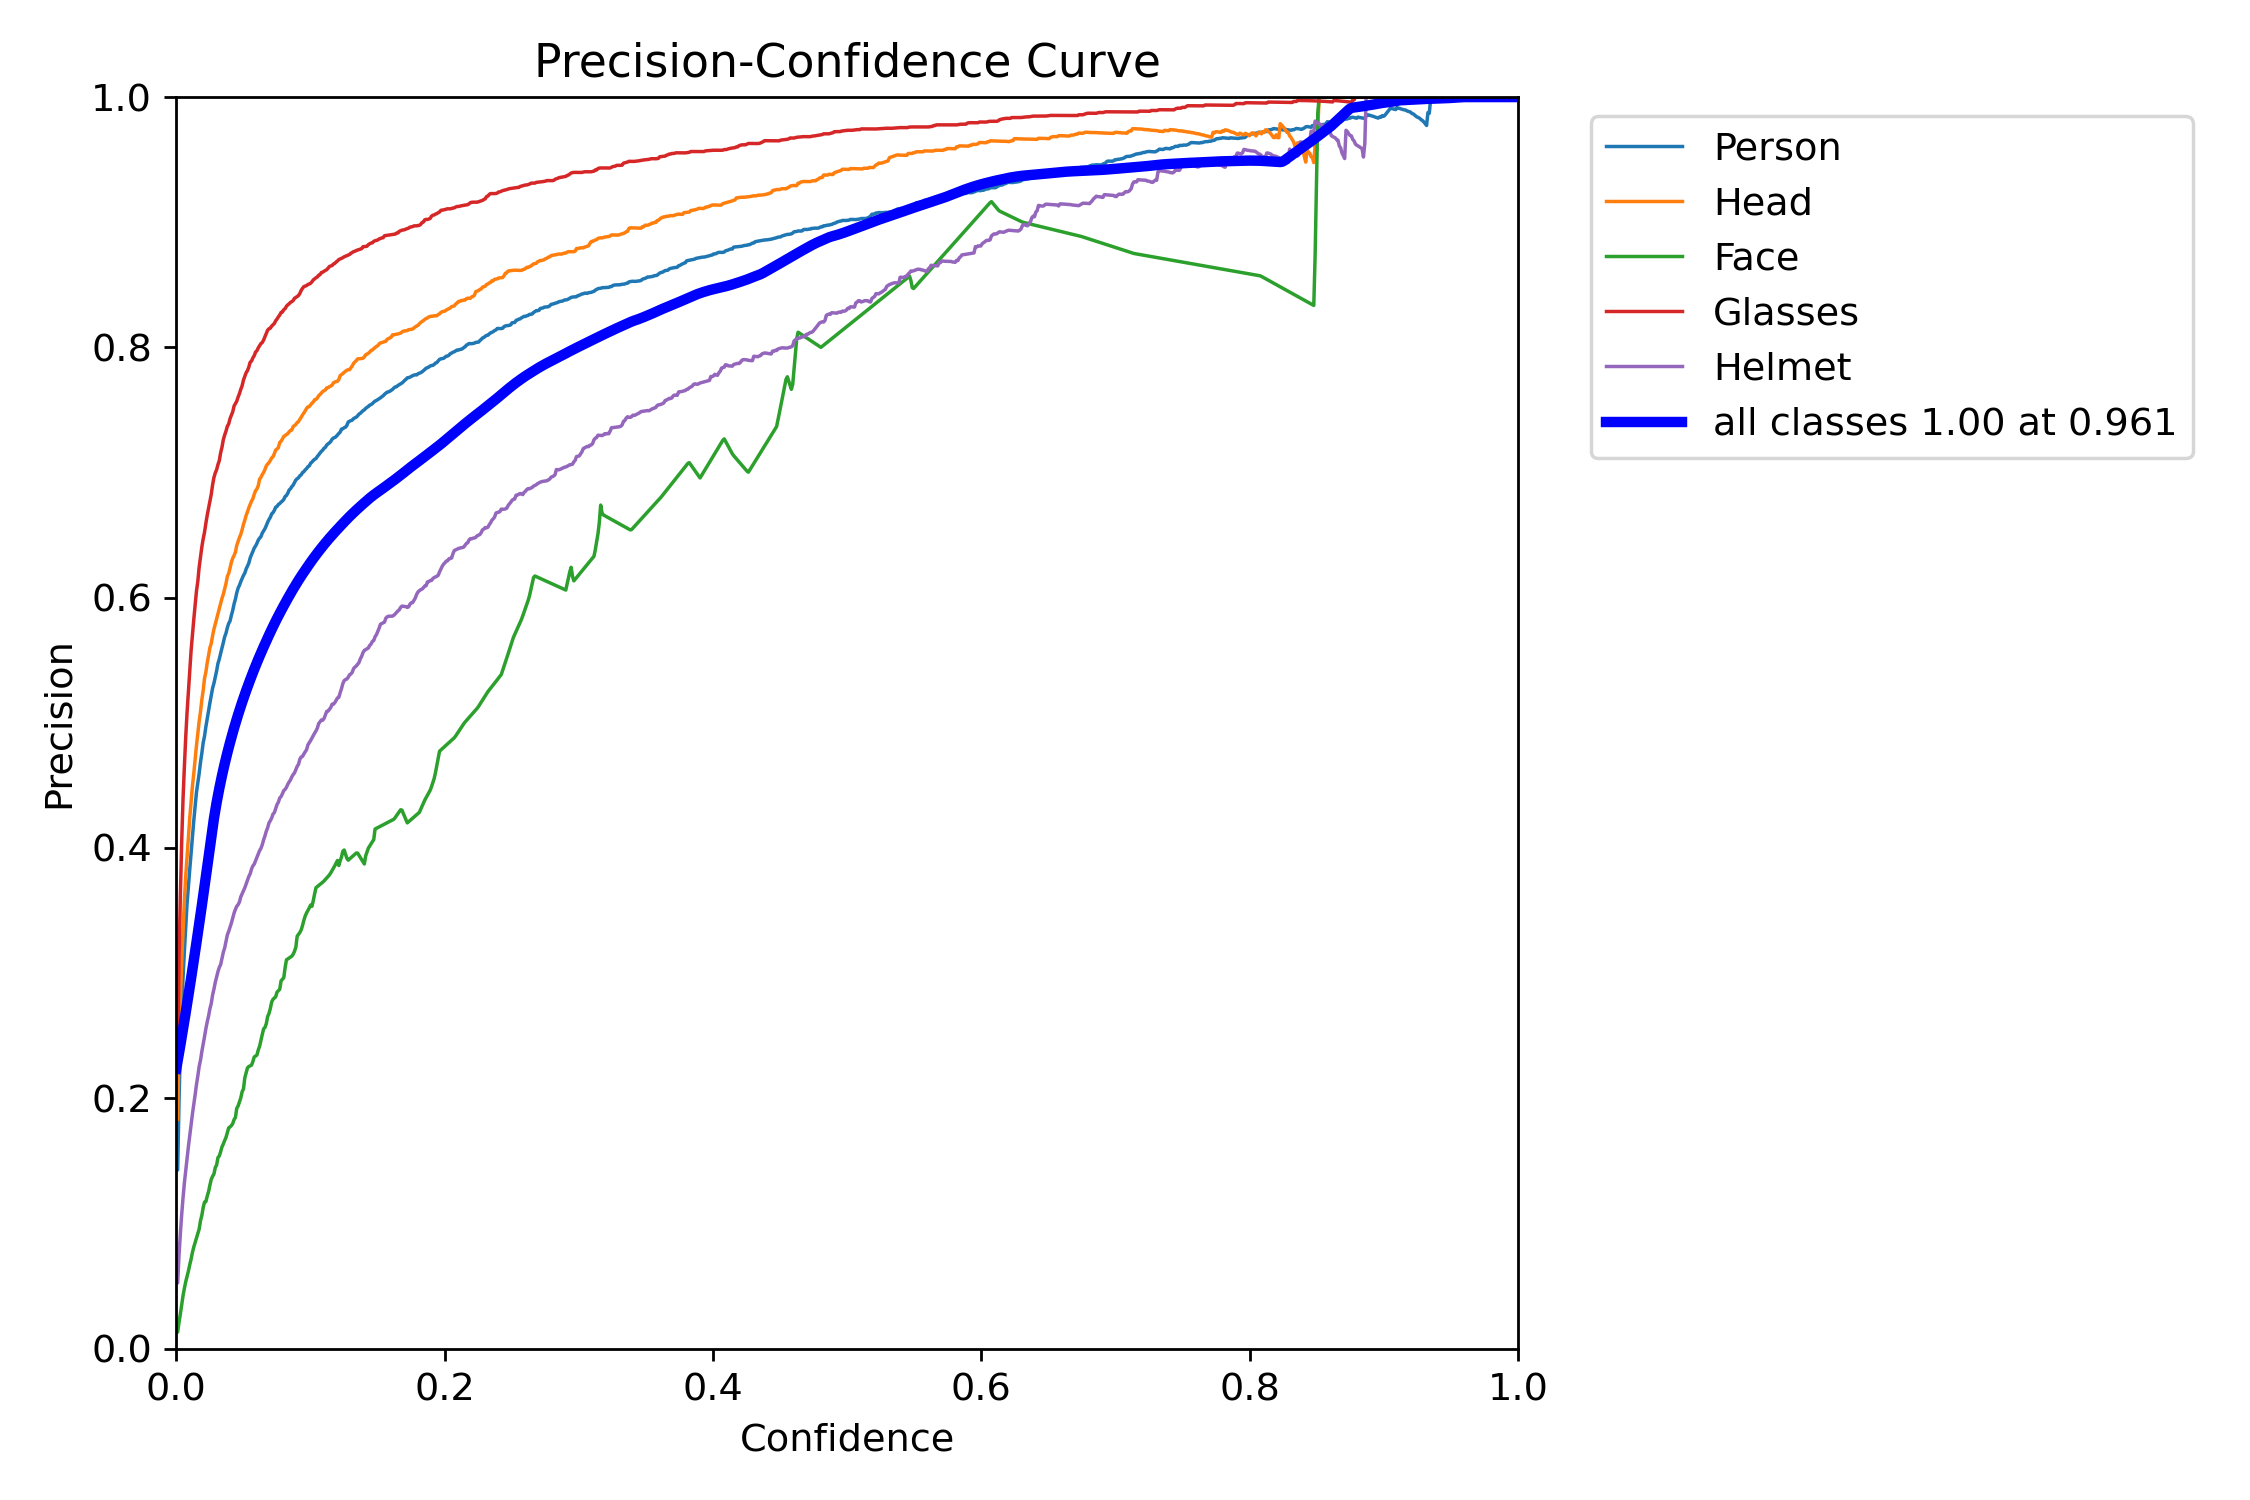 Precision-Confidence Curve
1.0
0.8
0.6
0.4
0.2
0.0
Precision
0.0 0.2 0.4 0.6 0.8 1.0
Confidence
Person
Head
Face
Glasses
Helmet
all classes 1.00 at 0.961